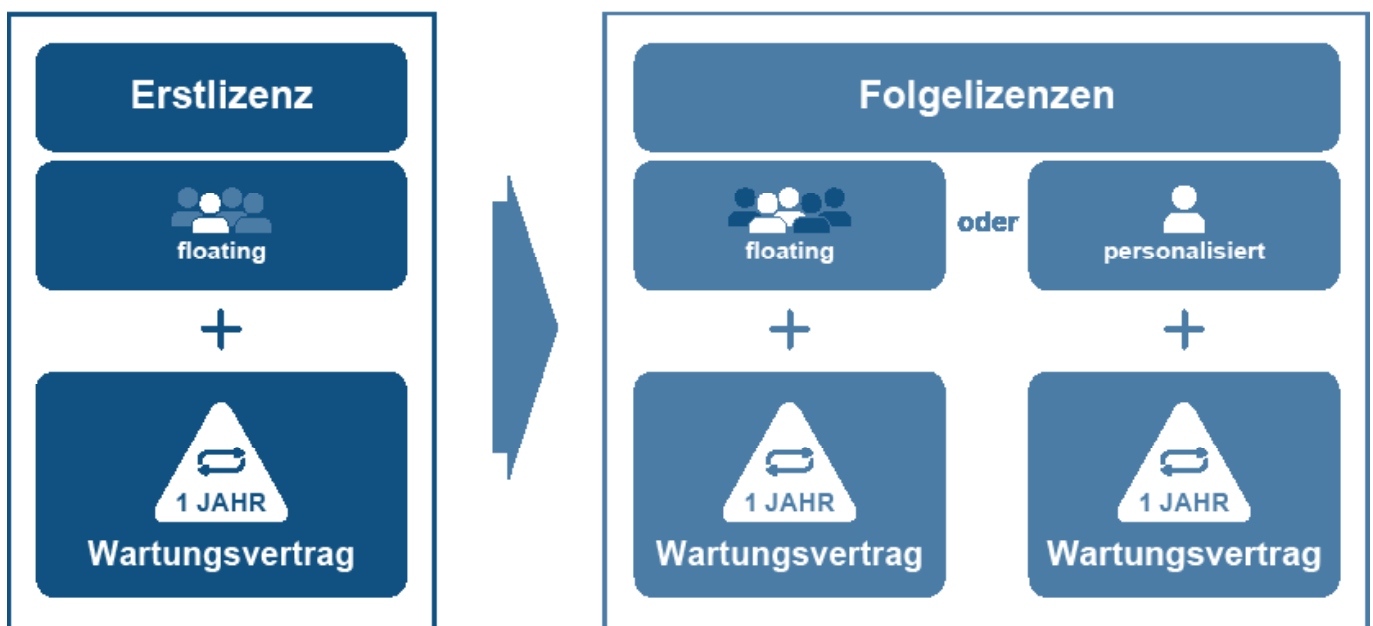 Erstlizenz
floating
+
1 JAHR
Wartungsvertrag
Folgelizenzen
floating
oder
personalisiert
+
+
1 JAHR
Wartungsvertrag
1 JAHR
Wartungsvertrag